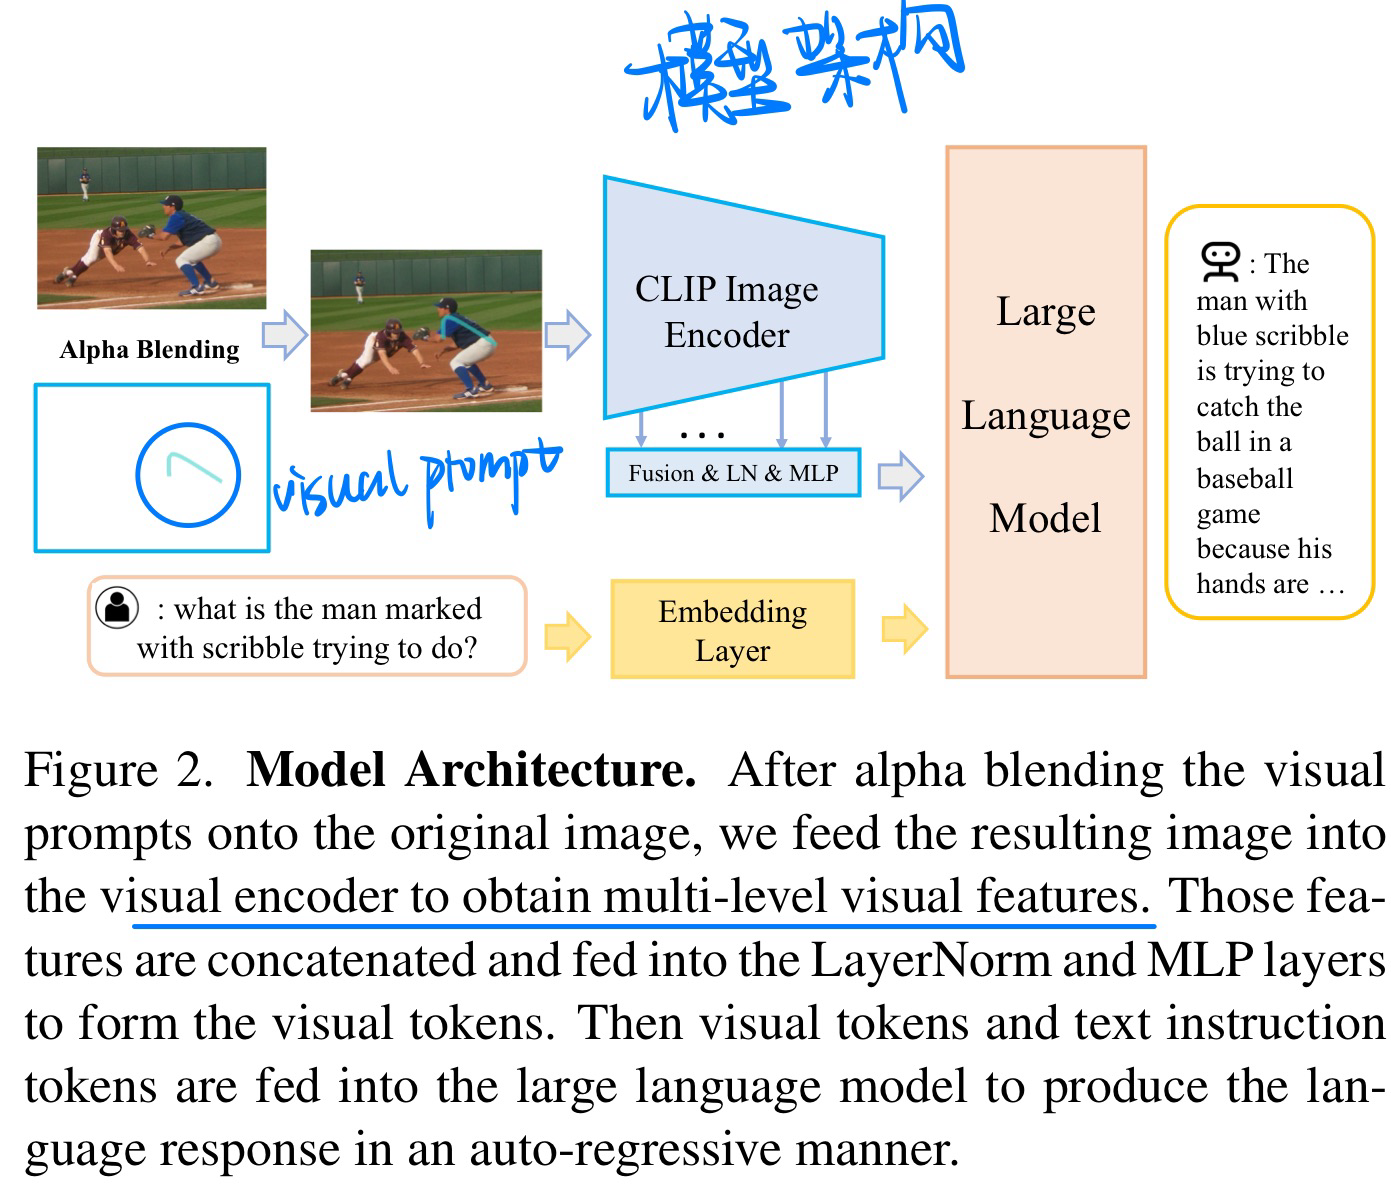 模型架构
Alpha Blending
visual prompt
CLIP Image
Encoder
...
Fusion & LN & MLP
: what is the man marked
with scribble trying to do?
Embedding
Layer
Large
Language
Model
: The
man with
blue scribble
is trying to
catch the
ball in a
baseball
game
because his
hands are …
Figure 2. Model Architecture. After alpha blending the visual
prompts onto the original image, we feed the resulting image into
the visual encoder to obtain multi-level visual features. Those fea-
tures are concatenated and fed into the LayerNorm and MLP layers
to form the visual tokens. Then visual tokens and text instruction
tokens are fed into the large language model to produce the lan-
guage response in an auto-regressive manner.